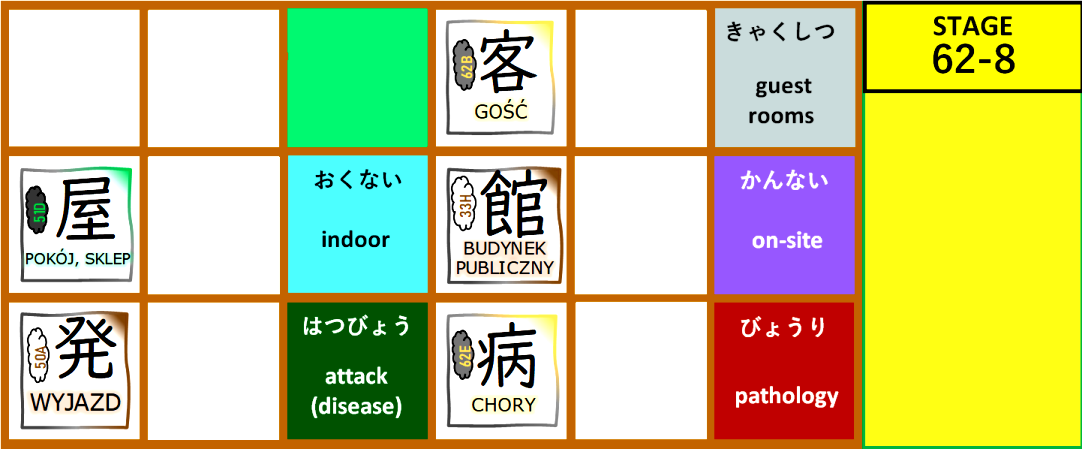 62B
客
GOŚĆ
きゃくしつ
guest
rooms
STAGE
62-8
51D
屋
POKÓJ, SKLEP
おくない
indoor
33H
館
BUDYNEK
PUBLICZNY
かんない
on-site
50A
発
WYJAZD
はつびょう
attack
(disease)
62E
病
CHORY
びょうり
pathology